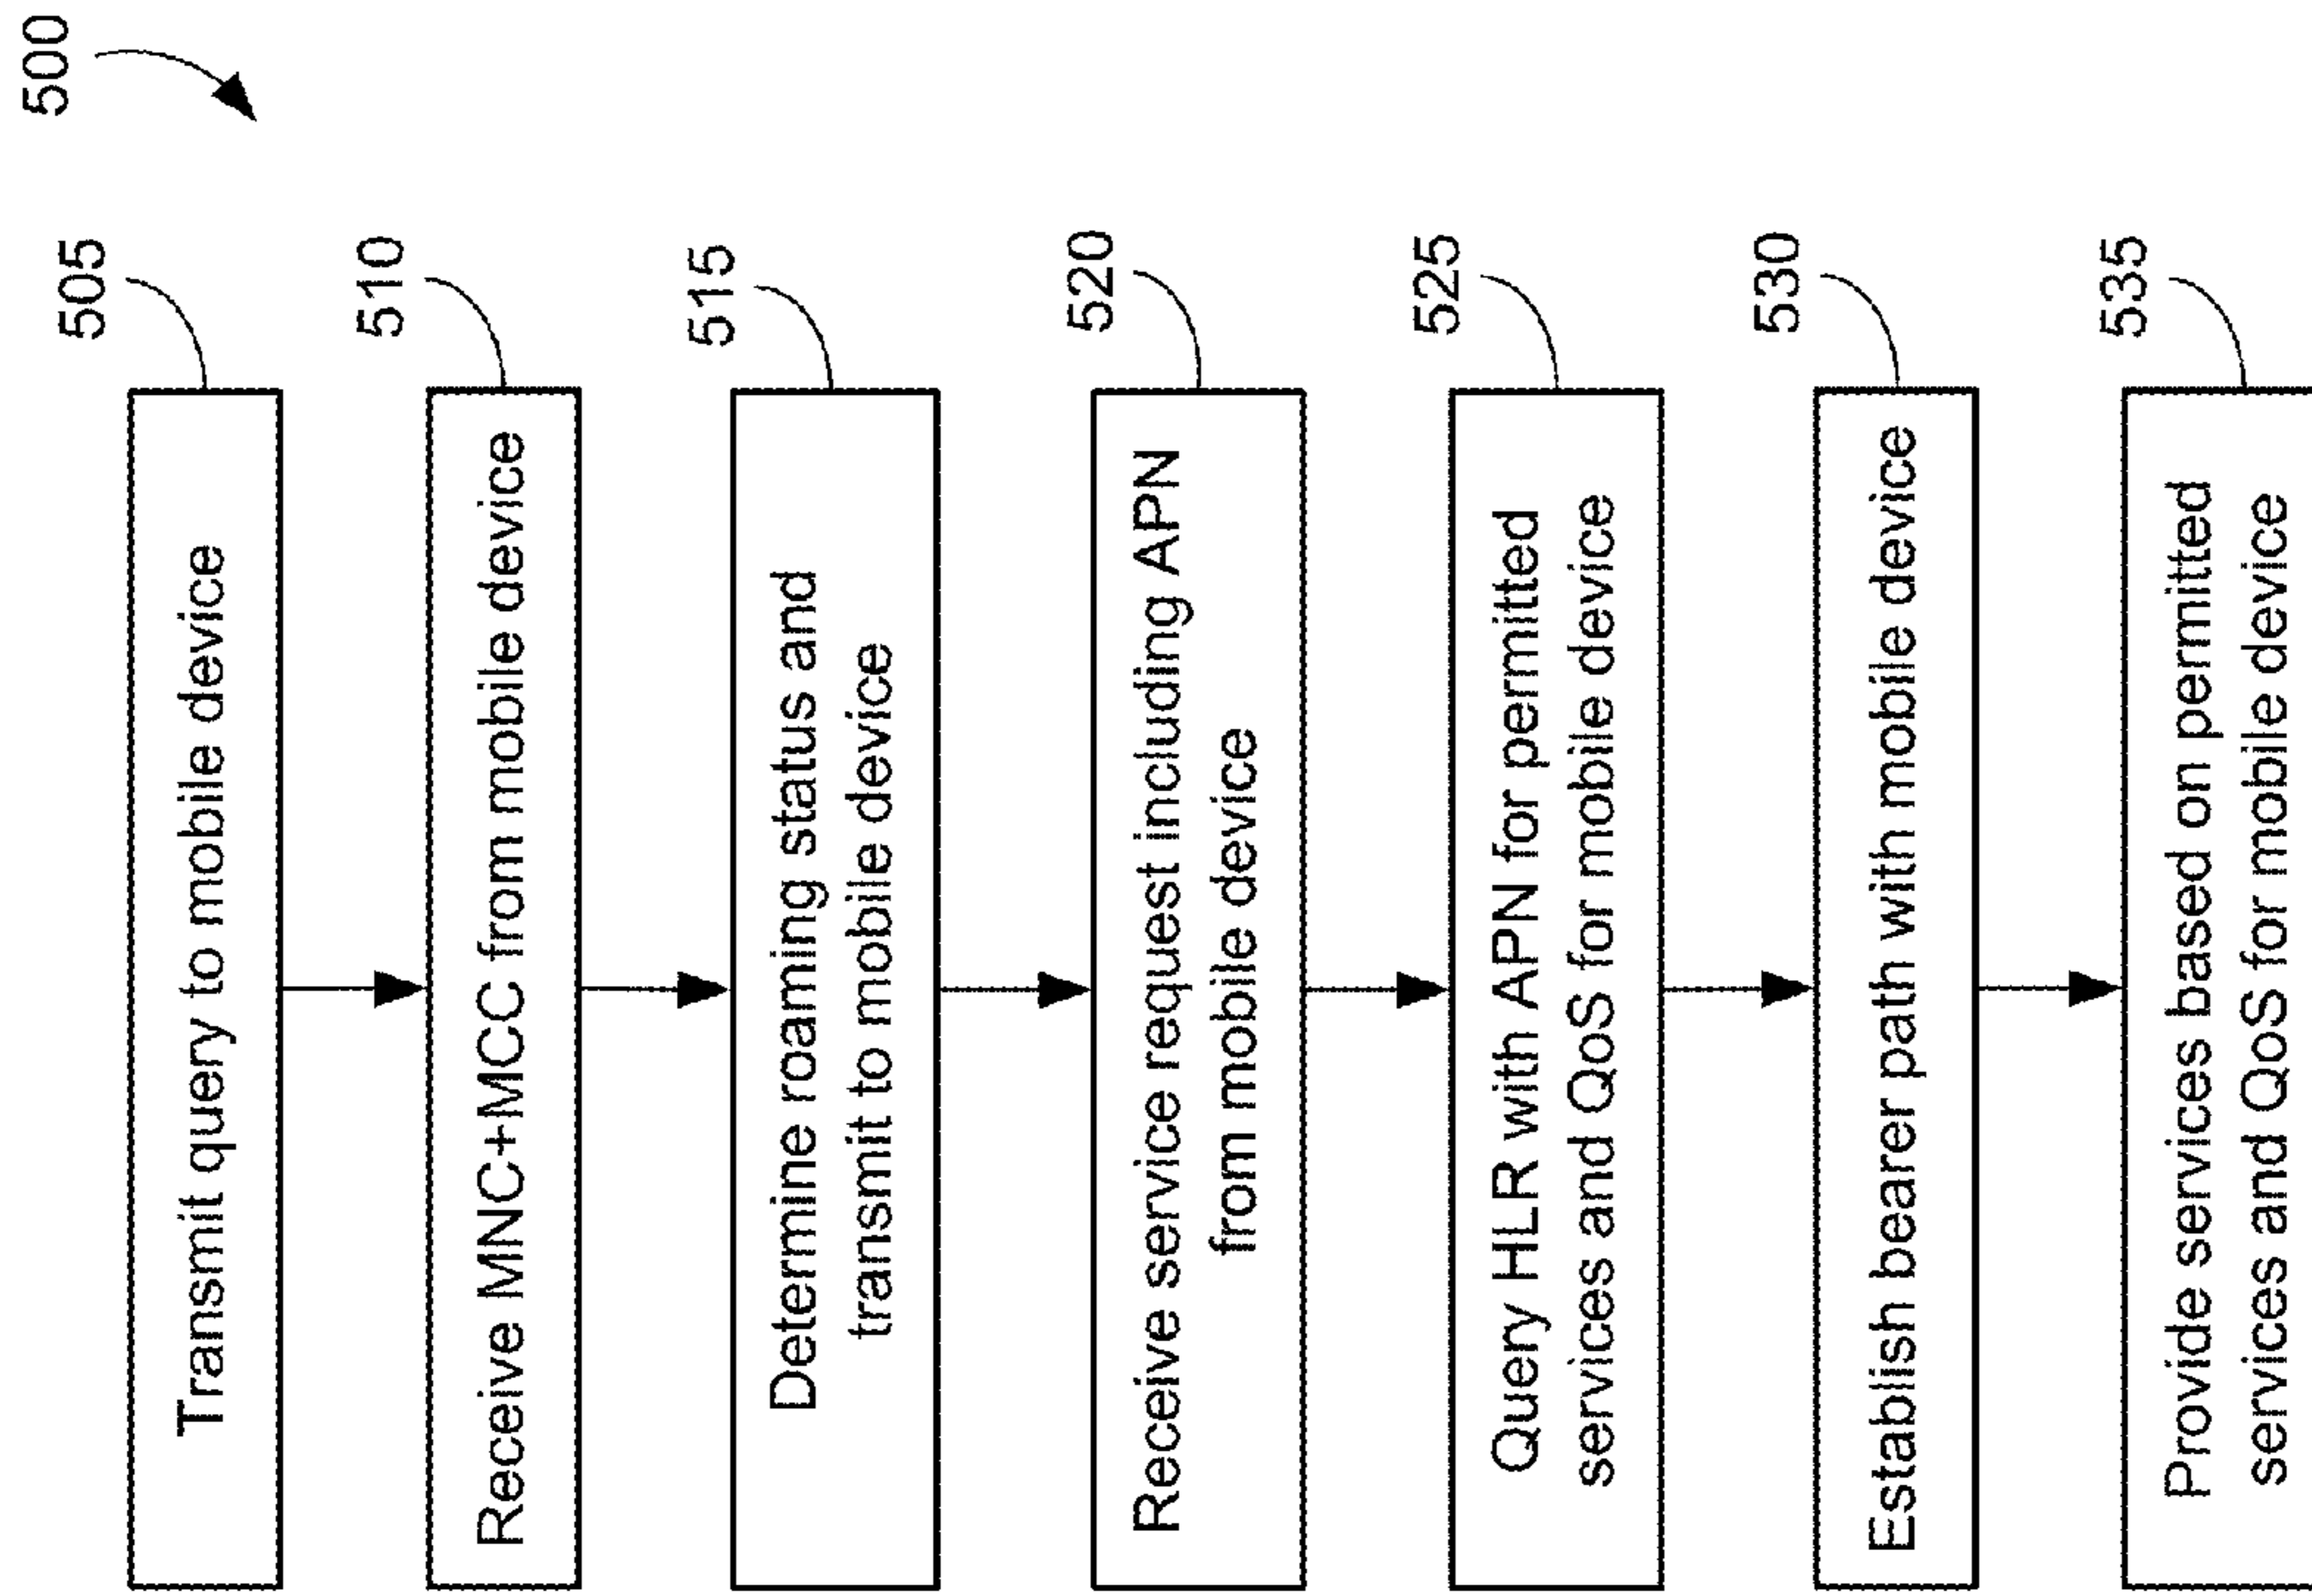 500
505
Transmit query to mobile device
510
Receive MNC+MCC from mobile device
515
Determine roaming status and
transmit to mobile device
520
Receive service request including APN
from mobile device
525
Query HLR with APN for permitted
services and QoS for mobile device
530
Establish bearer path with mobile device
535
Provide services based on permitted
services and QoS for mobile device